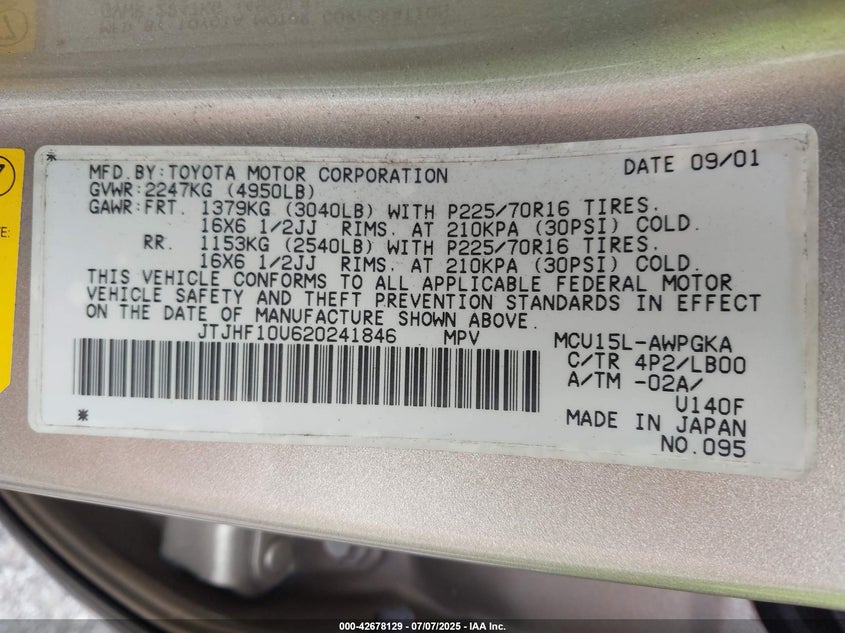 MFD.BY:TOYOTA MOTOR CORPORATION DATE 09/01
GVWR:2247KG (4950LB)
GAWR:FRT. 1379KG (3040LB) WITH P225/70R16 TIRES.
16X6 1/2JJ RIMS. AT 210KPA (30PSI) COLD.
RR. 1153KG (2540LB) WITH P225/70R16 TIRES.
16X6 1/2JJ RIMS. AT 210KPA (30PSI) COLD.
THIS VEHICLE CONFORMS TO ALL APPLICABLE FEDERAL MOTOR
VEHICLE SAFETY AND THEFT PREVENTION STANDARDS IN EFFECT
ON THE DATE OF MANUFACTURE SHOWN ABOVE.
JTJHF10U620241846 MPV MCU15L-AWPGKA
C/TR 4P2/LB00
A/TM -02A/
U140F
MADE IN JAPAN
NO.095
7
E:
000-42678129 - 07/07/2025 - IAA Inc.